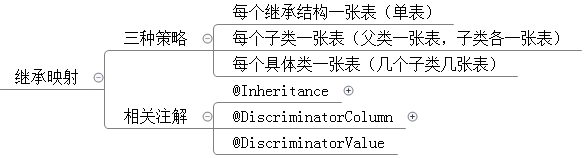 继承映射
三种策略
每个继承结构一张表（单表）
每个子类一张表（父类一张表，子类各一张表）
每个具体类一张表（几个子类几张表）
相关注解
@Inheritance
@DiscriminatorColumn
@DiscriminatorValue